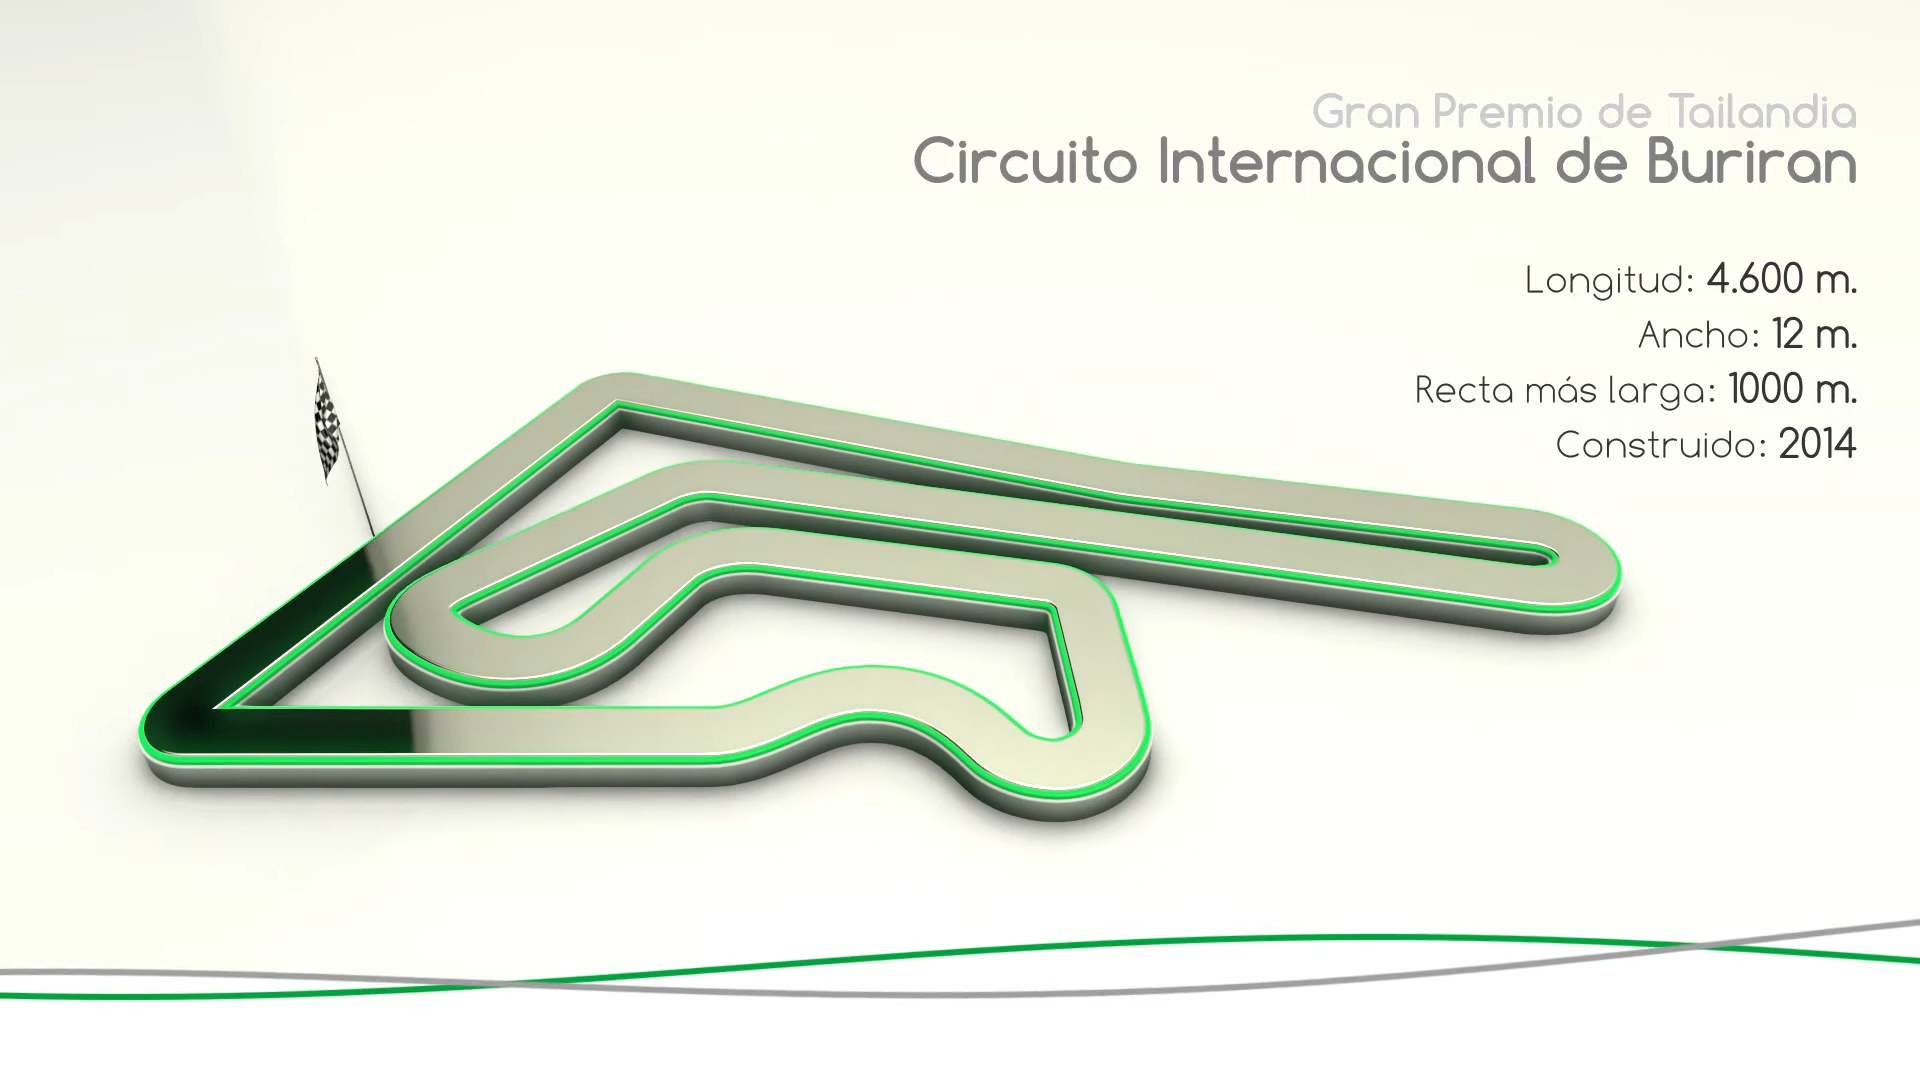 Gran Premio de Tailandia
Circuito Internacional de Buriran
Longitud: 4.600 m.
Ancho: 12 m.
Recta más larga: 1000 m.
Construido: 2014